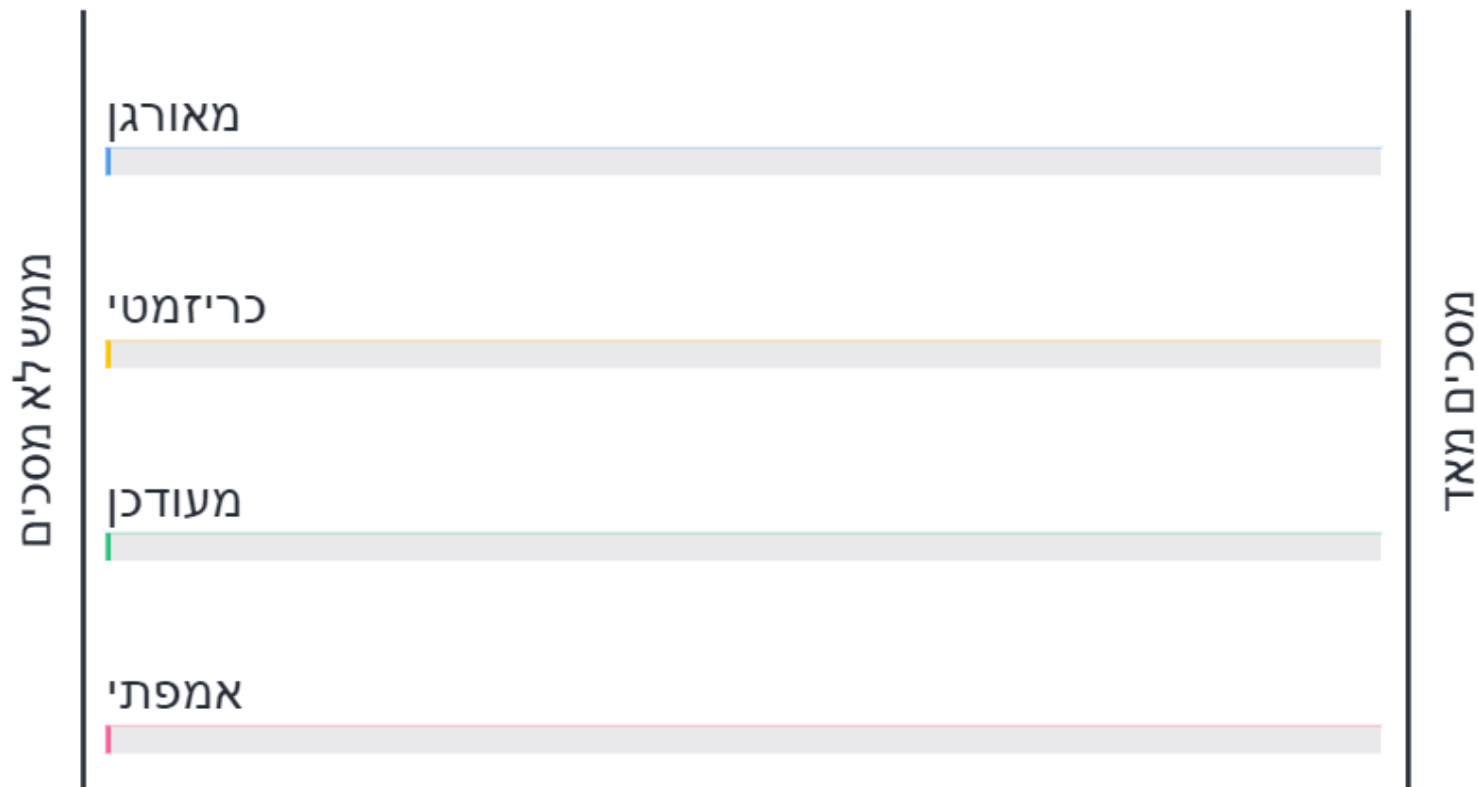 מאורגן
כריזמטי
מעודכן
אמפתי
ממש לא מסכים
מסכים מאד